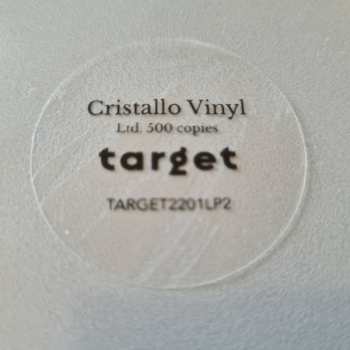 Cristallo Vinyl
Ltd. 500 copies
target
TARGET2201LP2